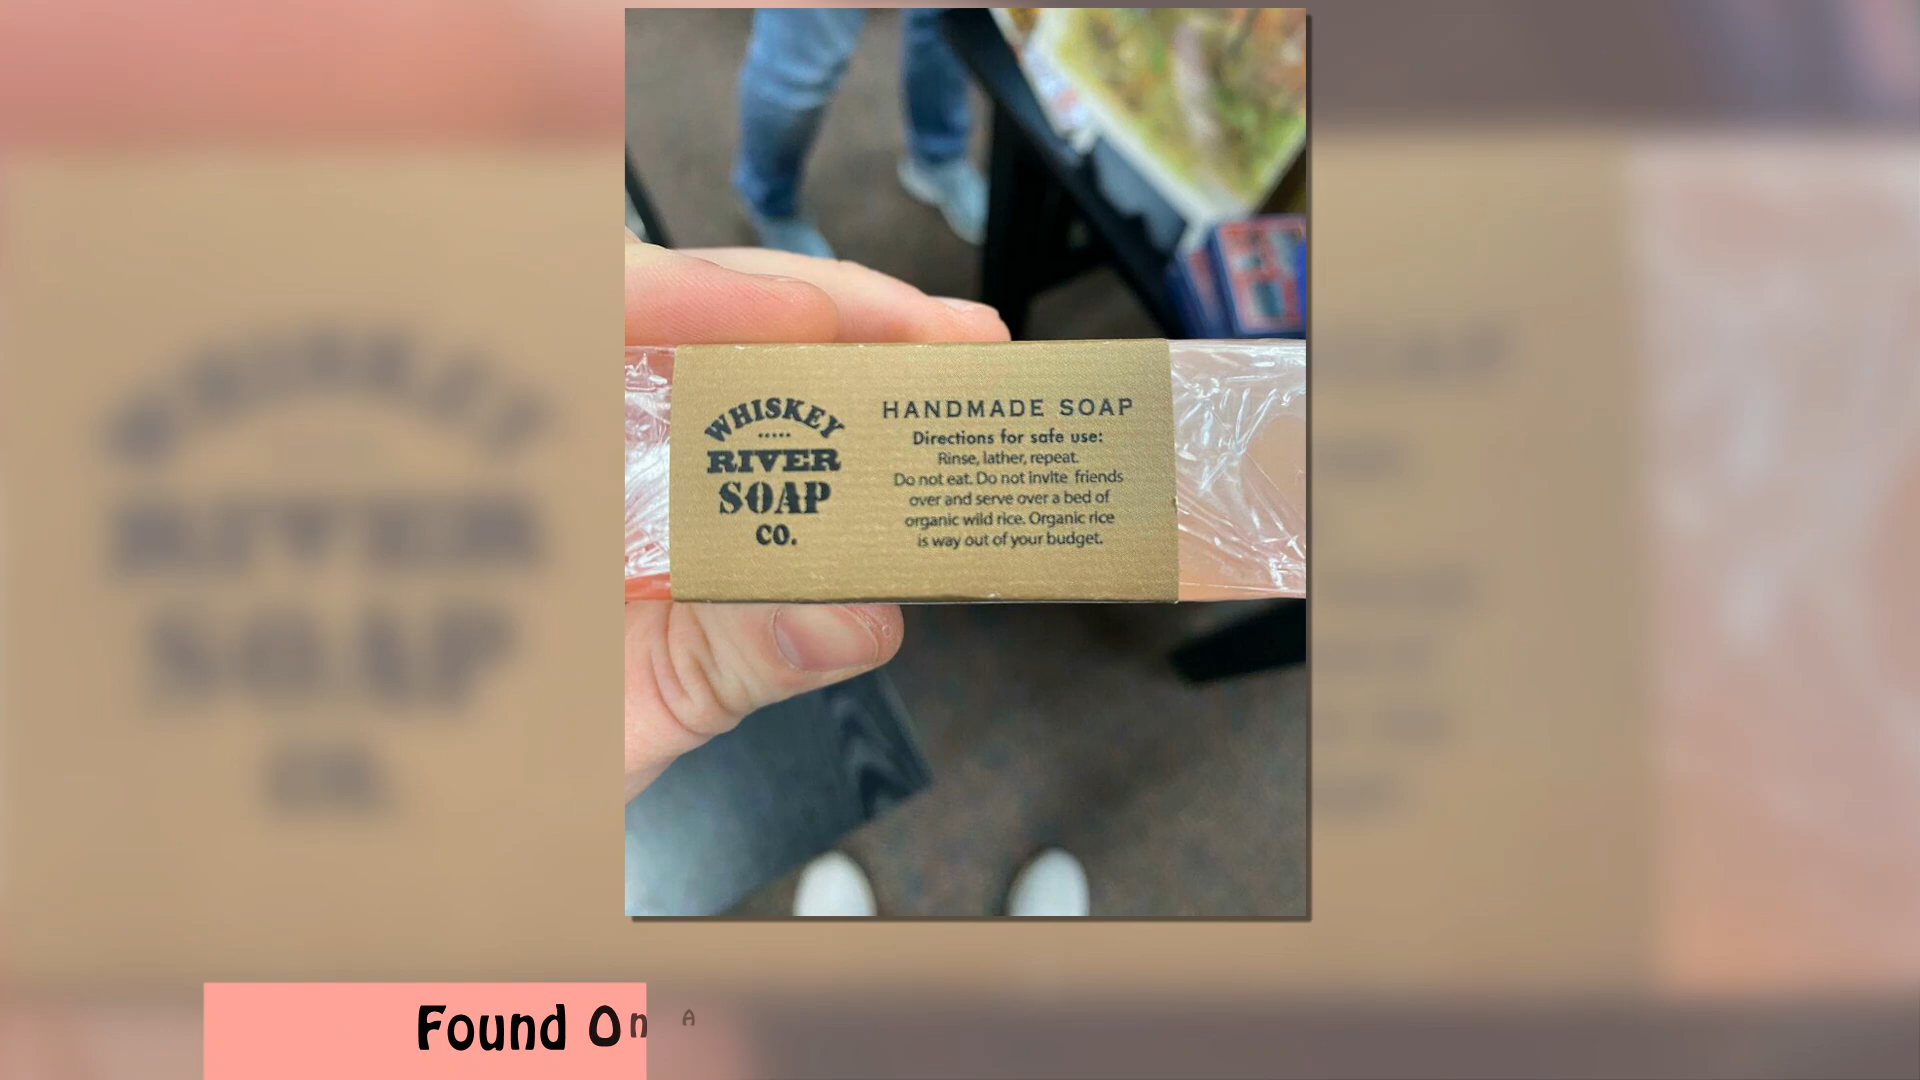 WHISKEY
RIVER
SOAP
CO.
HANDMADE SOAP
Directions for safe use:
Rinse, lather, repeat.
Do not eat. Do not invite friends
over and serve over a bed of
organic wild rice. Organic rice
is way out of your budget.
Found On A